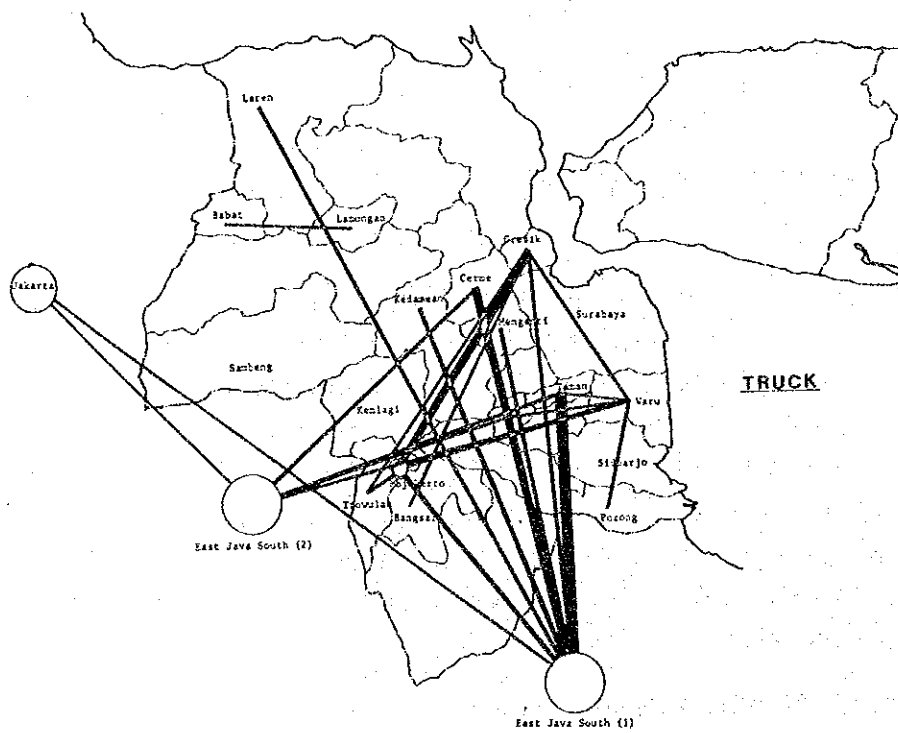 Laren
Babat
Lamongan
Gresik
Cerme
Jakarta
Kedamean
Surabaya
Sambeng
TRUCK
Kemlagi
Waru
Sidoarjo
Trowulan
Bangsal
Porong
East Java South (2)
East Java South (1)